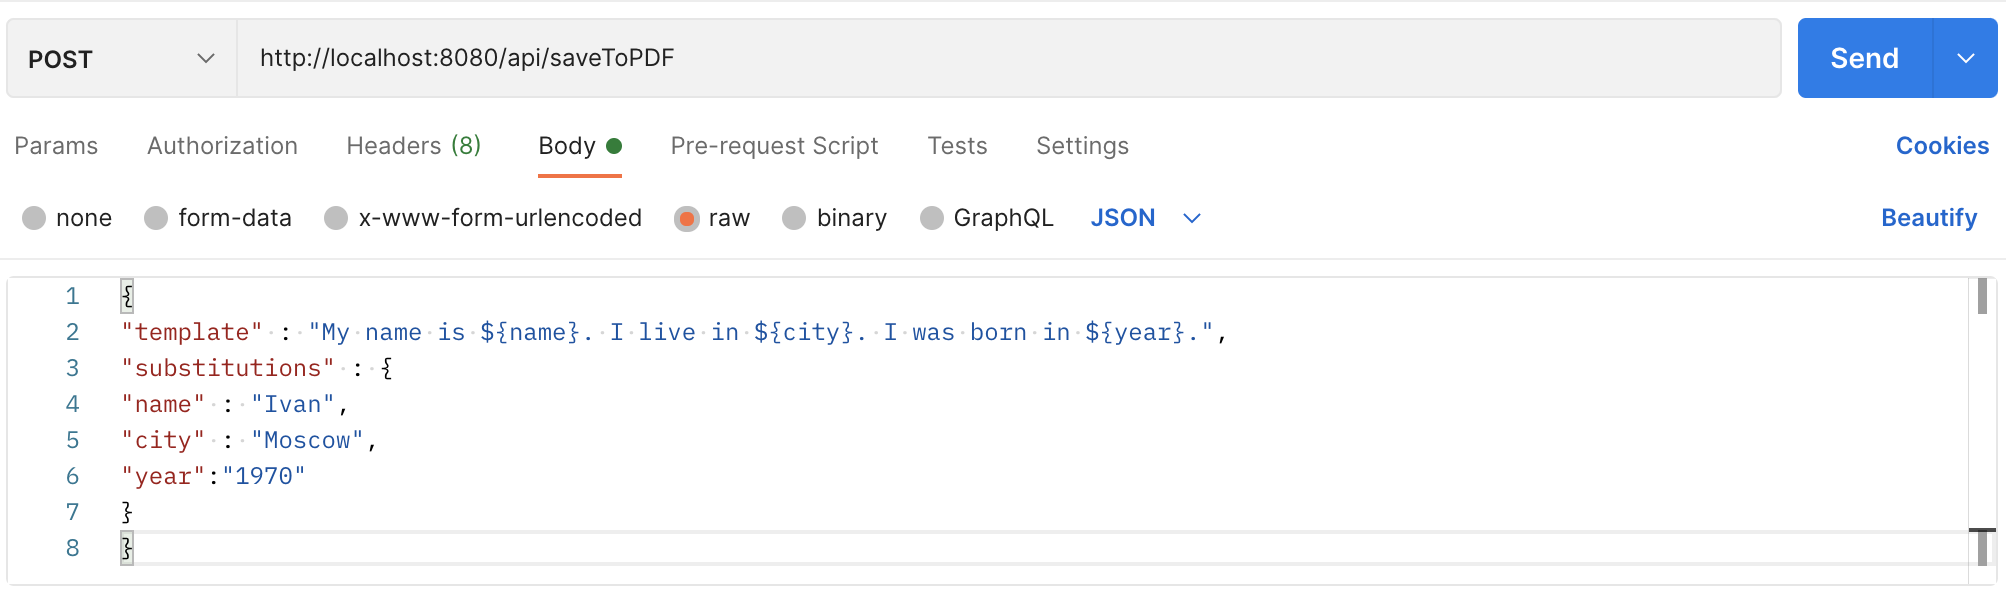 POST http://localhost:8080/api/saveToPDF Send
Params Authorization Headers (8) Body Pre-request Script Tests Settings Cookies
none form-data x-www-form-urlencoded raw binary GraphQL JSON Beautify
1 {
2 "template" : "My name is ${name}. I live in ${city}. I was born in ${year}.",
3 "substitutions" : {
4 "name" : "Ivan",
5 "city" : "Moscow",
6 "year":"1970"
7 }
8 }